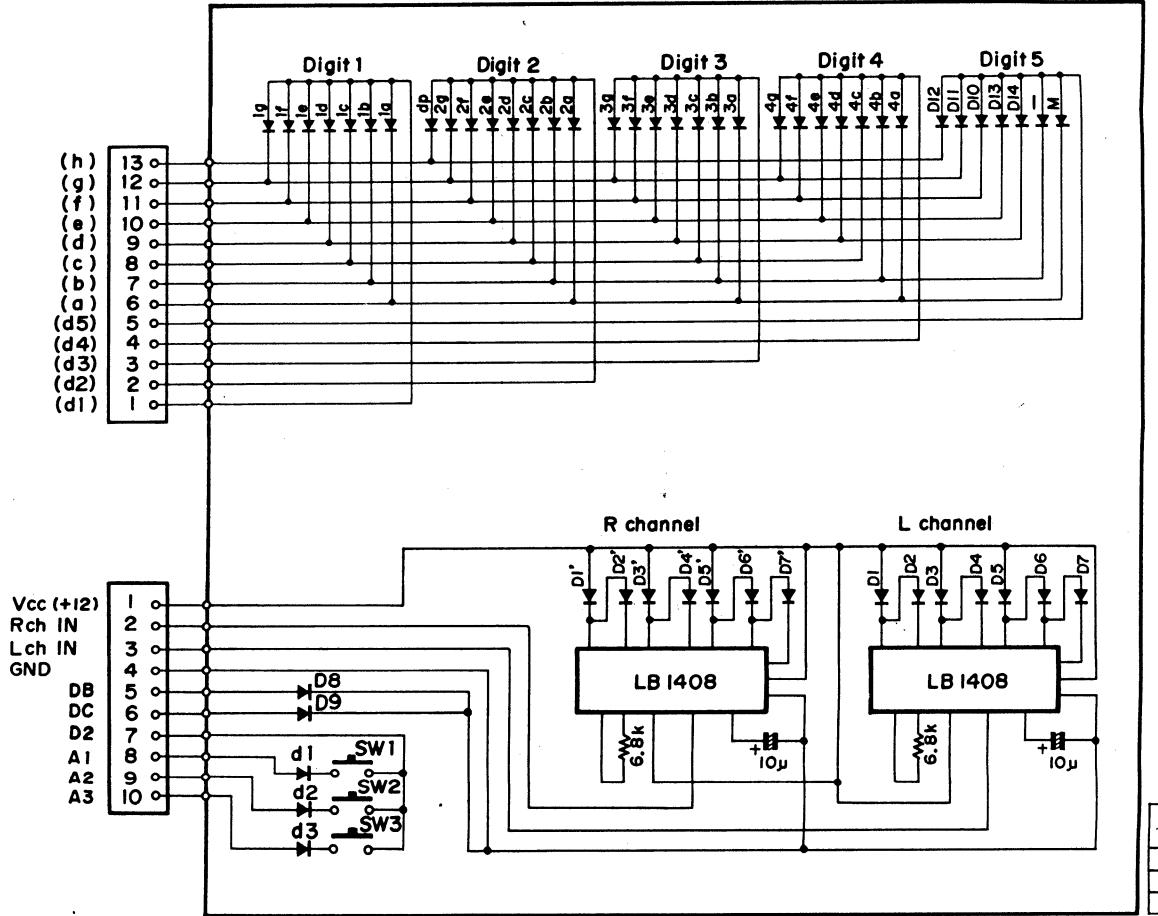 Digit 1 Digit 2 Digit 3 Digit 4 Digit 5
1g 1f 1e 1d 1c 1b 1a
dp 2g 2f 2e 2d 2c 2b 2a
3g 3f 3e 3d 3c 3b 3a
4g 4f 4e 4d 4c 4b 4a
D12 D11 D10 D13 D14 I M
(h) 13
(g) 12
(f) 11
(e) 10
(d) 9
(c) 8
(b) 7
(a) 6
(d5) 5
(d4) 4
(d3) 3
(d2) 2
(d1) 1
R channel L channel
D1' D2' D3' D4' D5' D6' D7'
D1 D2 D3 D4 D5 D6 D7
Vcc (+12) 1
Rch IN 2
Lch IN 3
GND 4
DB 5 D8
DC 6 D9
D2 7
A1 8 d1 SW1
A2 9 d2 SW2
A3 10 d3 SW3
LB 1408 LB 1408
6.8k + 10μ 6.8k + 10μ